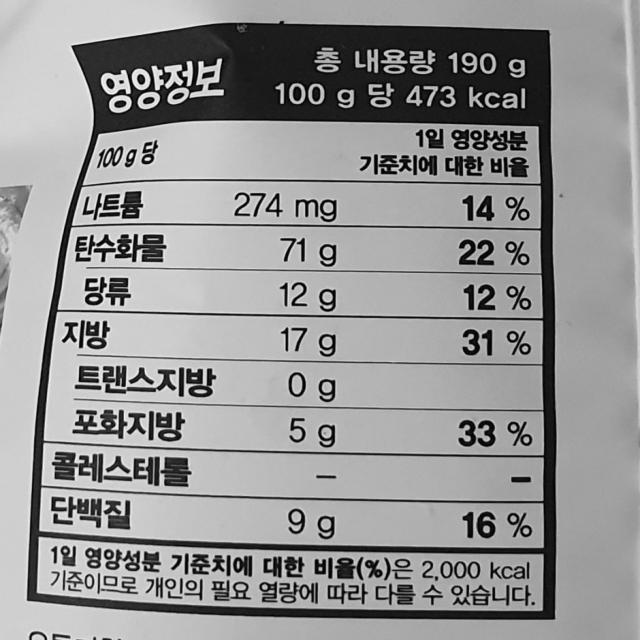 영양정보
총 내용량 190 g
100 g 당 473 kcal
100 g 당
1일 영양성분
기준치에 대한 비율
나트륨 274 mg 14 %
탄수화물 71 g 22 %
당류 12 g 12 %
지방 17 g 31 %
트랜스지방 0 g
포화지방 5 g 33 %
콜레스테롤 – –
단백질 9 g 16 %
1일 영양성분 기준치에 대한 비율(%)은 2,000 kcal
기준이므로 개인의 필요 열량에 따라 다를 수 있습니다.